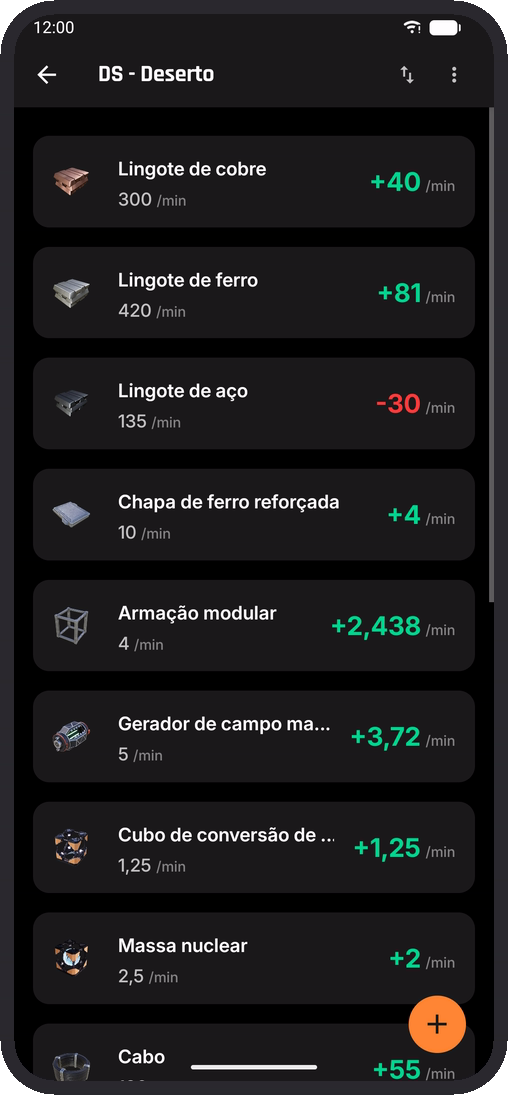 12:00
DS - Deserto
Lingote de cobre
300 /min
+40 /min
Lingote de ferro
420 /min
+81 /min
Lingote de aço
135 /min
-30 /min
Chapa de ferro reforçada
10 /min
+4 /min
Armação modular
4 /min
+2,438 /min
Gerador de campo ma...
5 /min
+3,72 /min
Cubo de conversão de ...
1,25 /min
+1,25 /min
Massa nuclear
2,5 /min
+2 /min
Cabo
+55 /min